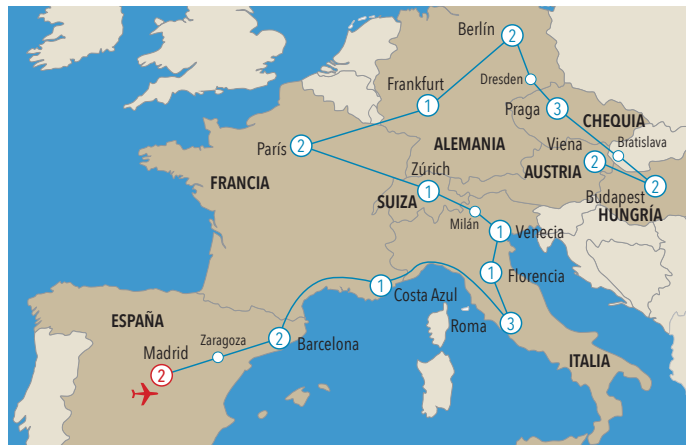 Berlín
2
Dresden
Frankfurt
1
Praga
3
CHEQUIA
París
2
ALEMANIA
Viena
2
Bratislava
Zúrich
1
AUSTRIA
FRANCIA
SUIZA
Budapest
2
HUNGRÍA
Milán
1
Venecia
1
Florencia
1
Costa Azul
ESPAÑA
Roma
3
Zaragoza
2
Barcelona
Madrid
2
ITALIA